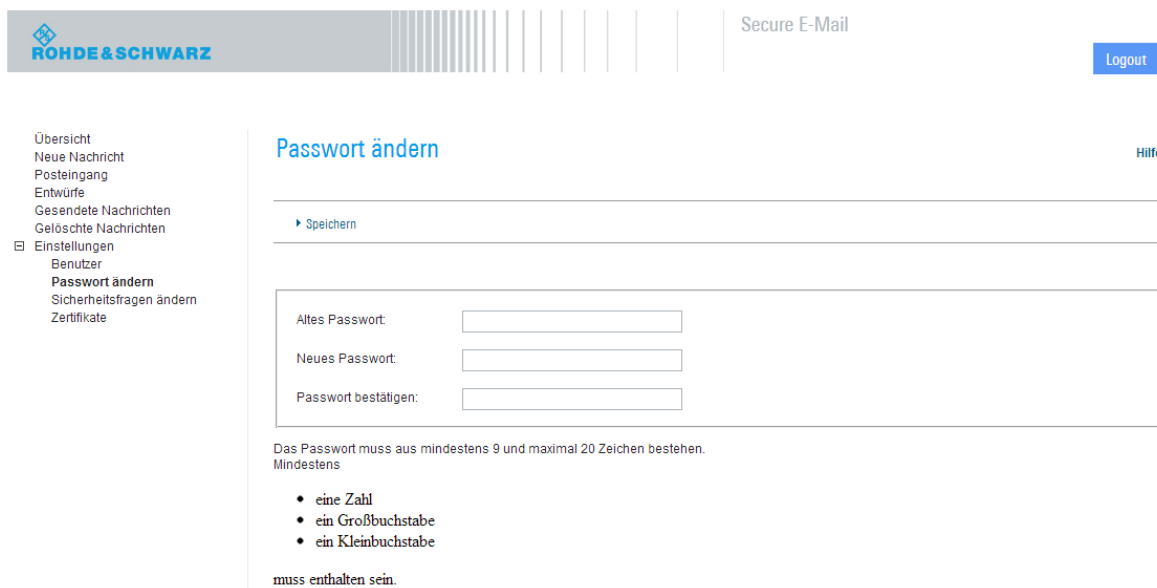 ROHDE & SCHWARZ
Secure E-Mail
Logout
Übersicht
Neue Nachricht
Posteingang
Entwürfe
Gesendete Nachrichten
Gelöschte Nachrichten
Einstellungen
Benutzer
Passwort ändern
Sicherheitsfragen ändern
Zertifikate
Passwort ändern
Hilfe
Speichern
Altes Passwort:
Neues Passwort:
Passwort bestätigen:
Das Passwort muss aus mindestens 9 und maximal 20 Zeichen bestehen.
Mindestens
eine Zahl
ein Großbuchstabe
ein Kleinbuchstabe
muss enthalten sein.